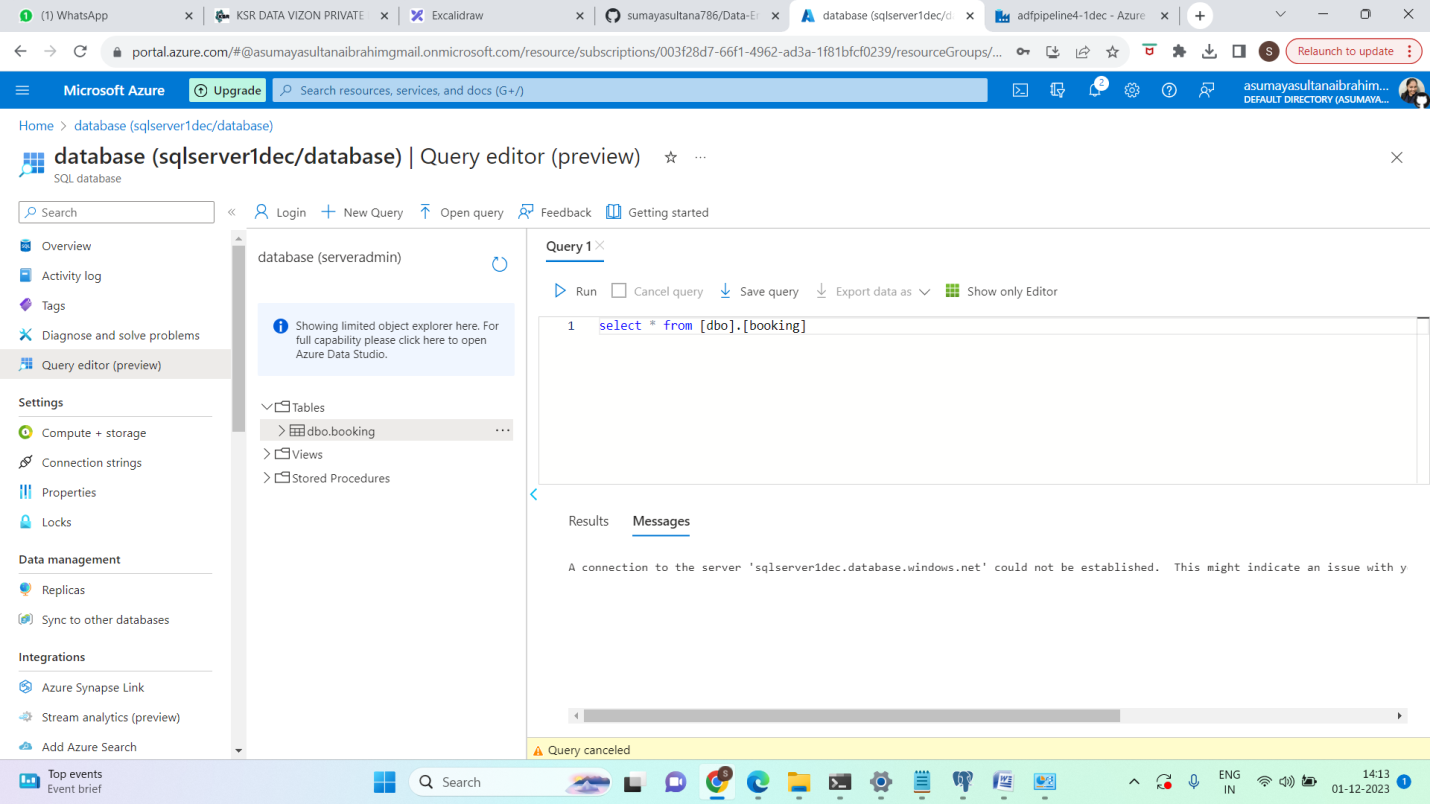 (1) WhatsApp
KSR DATA VIZON PRIVATE
Excalidraw
sumayasultana786/Data-E
database (sqlserver1dec/d
adfpipeline4-1dec - Azure
portal.azure.com/#@asumayasultanaibrahimgmail.onmicrosoft.com/resource/subscriptions/003f28d7-66f1-4962-ad3a-1f81bfcf0239/resourceGroups/...
S
Relaunch to update
Microsoft Azure
Upgrade
Search resources, services, and docs (G+/)
2
asumayasultanaibrahim...
DEFAULT DIRECTORY (ASUMAYA...
Home > database (sqlserver1dec/database)
database (sqlserver1dec/database) | Query editor (preview)
SQL database
Search
Login
New Query
Open query
Feedback
Getting started
Overview
Activity log
Tags
Diagnose and solve problems
Query editor (preview)
Settings
Compute + storage
Connection strings
Properties
Locks
Data management
Replicas
Sync to other databases
Integrations
Azure Synapse Link
Stream analytics (preview)
Add Azure Search
database (serveradmin)
Showing limited object explorer here. For
full capability please click here to open
Azure Data Studio.
Tables
dbo.booking
Views
Stored Procedures
Query 1
Run
Cancel query
Save query
Export data as
Show only Editor
1 select * from [dbo].[booking]
Results
Messages
A connection to the server 'sqlserver1dec.database.windows.net' could not be established.  This might indicate an issue with y
Query canceled
Top events
Event brief
Search
ENG
IN
14:13
01-12-2023
1